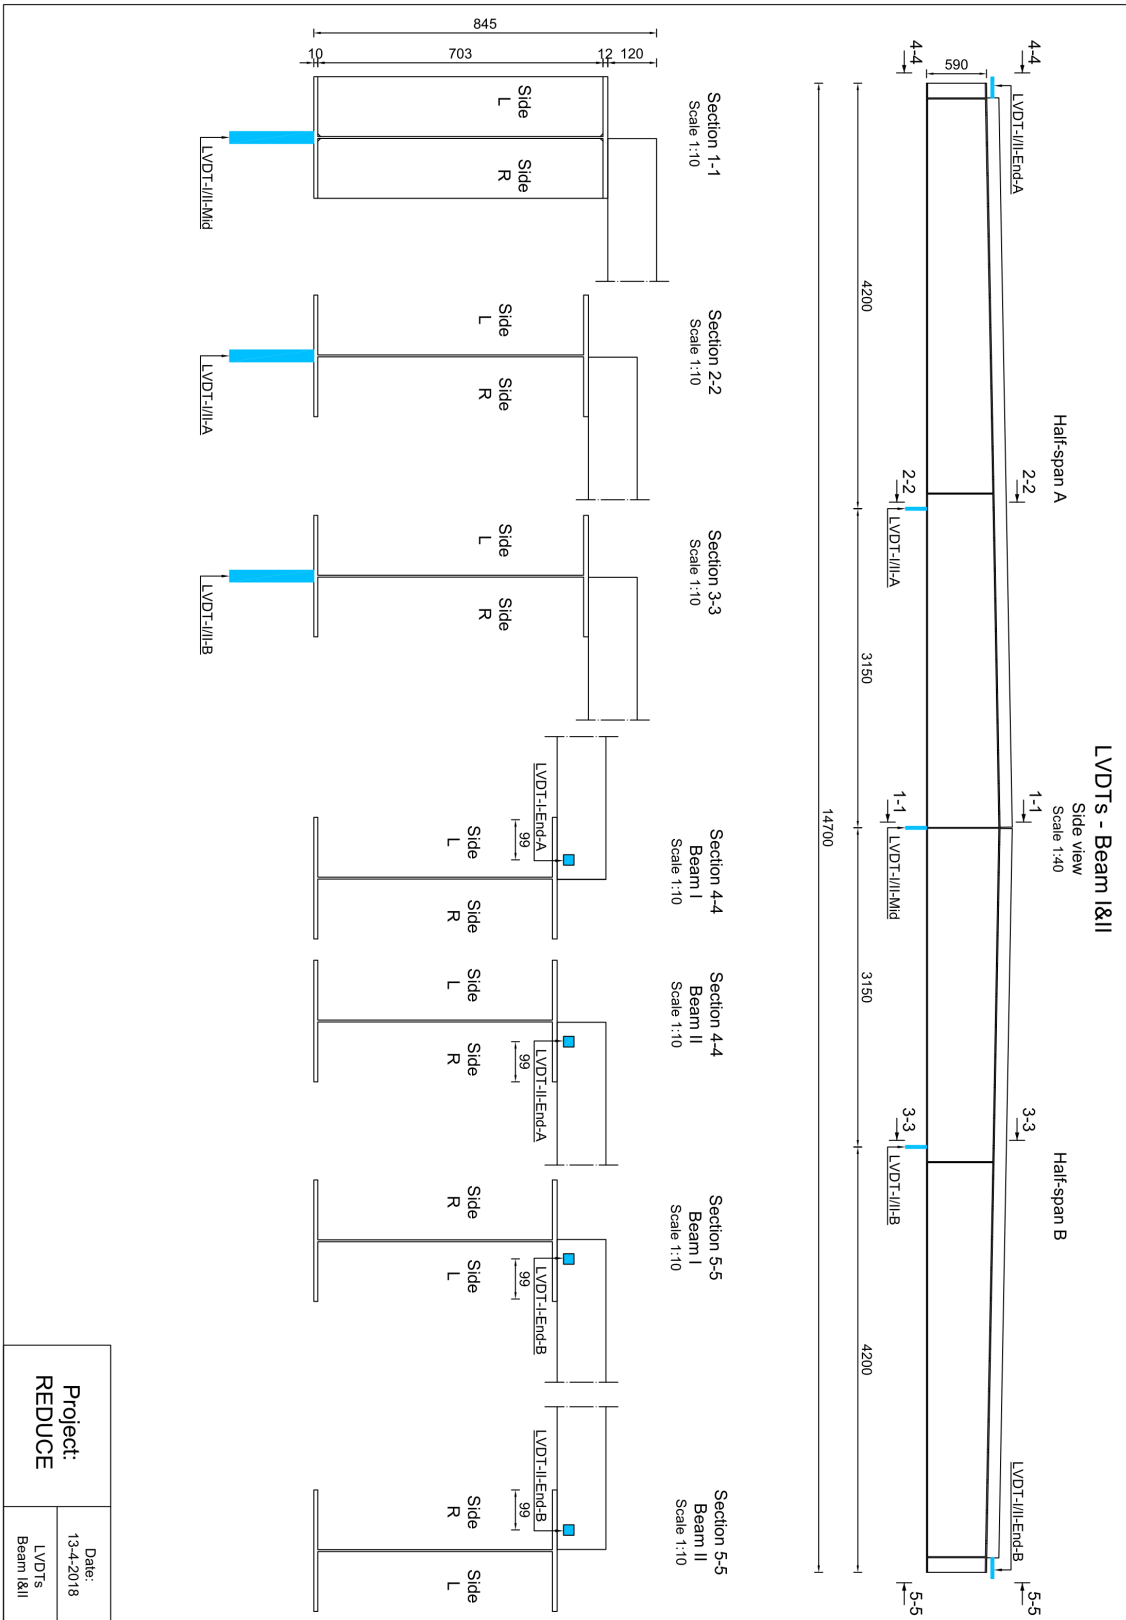 LVDTs - Beam I&II
Side view
Scale 1:40
Half-span A
Half-span B
4-4
2-2
1-1
3-3
5-5
LVDT-I/II-End-A
LVDT-I/II-End-B
590
4-4
2-2
1-1
3-3
5-5
LVDT-I/II-A
LVDT-I/II-Mid
LVDT-I/II-B
4200
3150
3150
4200
14700
Section 1-1
Scale 1:10
845
10
703
12
120
Side
L
Side
R
LVDT-I/II-Mid
Section 2-2
Scale 1:10
Side
L
Side
R
LVDT-I/II-A
Section 3-3
Scale 1:10
Side
L
Side
R
LVDT-I/II-B
Section 4-4
Beam I
Scale 1:10
LVDT-I-End-A
99
Side
L
Side
R
Section 4-4
Beam II
Scale 1:10
LVDT-II-End-A
99
Side
L
Side
R
Section 5-5
Beam I
Scale 1:10
LVDT-I-End-B
99
Side
R
Side
L
Section 5-5
Beam II
Scale 1:10
LVDT-II-End-B
99
Side
R
Side
L
Project:
REDUCE
Date:
13-4-2018
LVDTs
Beam I&II